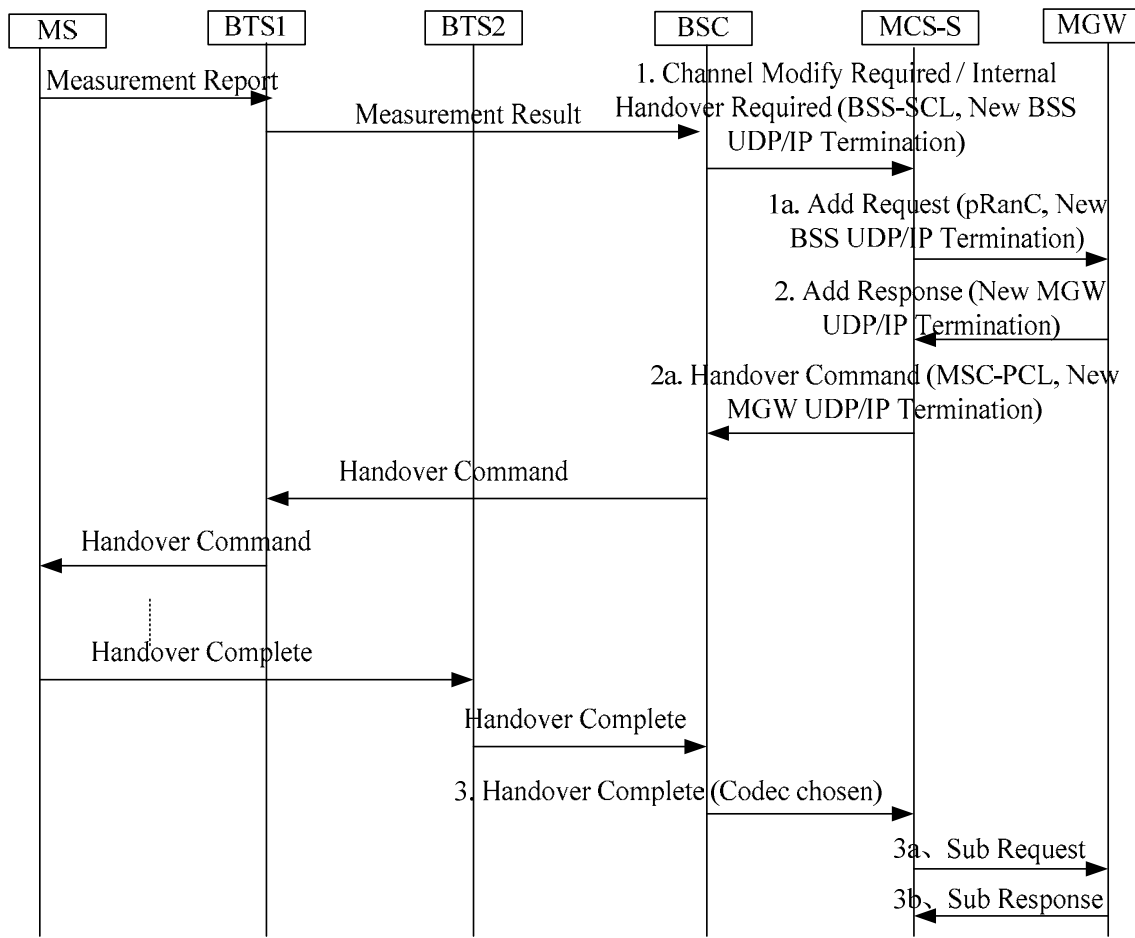 MS
BTS1
BTS2
BSC
MCS-S
MGW
Measurement Report
Measurement Result
1. Channel Modify Required / Internal
Handover Required (BSS-SCL, New BSS
UDP/IP Termination)
1a. Add Request (pRanC, New
BSS UDP/IP Termination)
2. Add Response (New MGW
UDP/IP Termination)
2a. Handover Command (MSC-PCL, New
MGW UDP/IP Termination)
Handover Command
Handover Command
Handover Complete
Handover Complete
3. Handover Complete (Codec chosen)
3a、Sub Request
3b、Sub Response